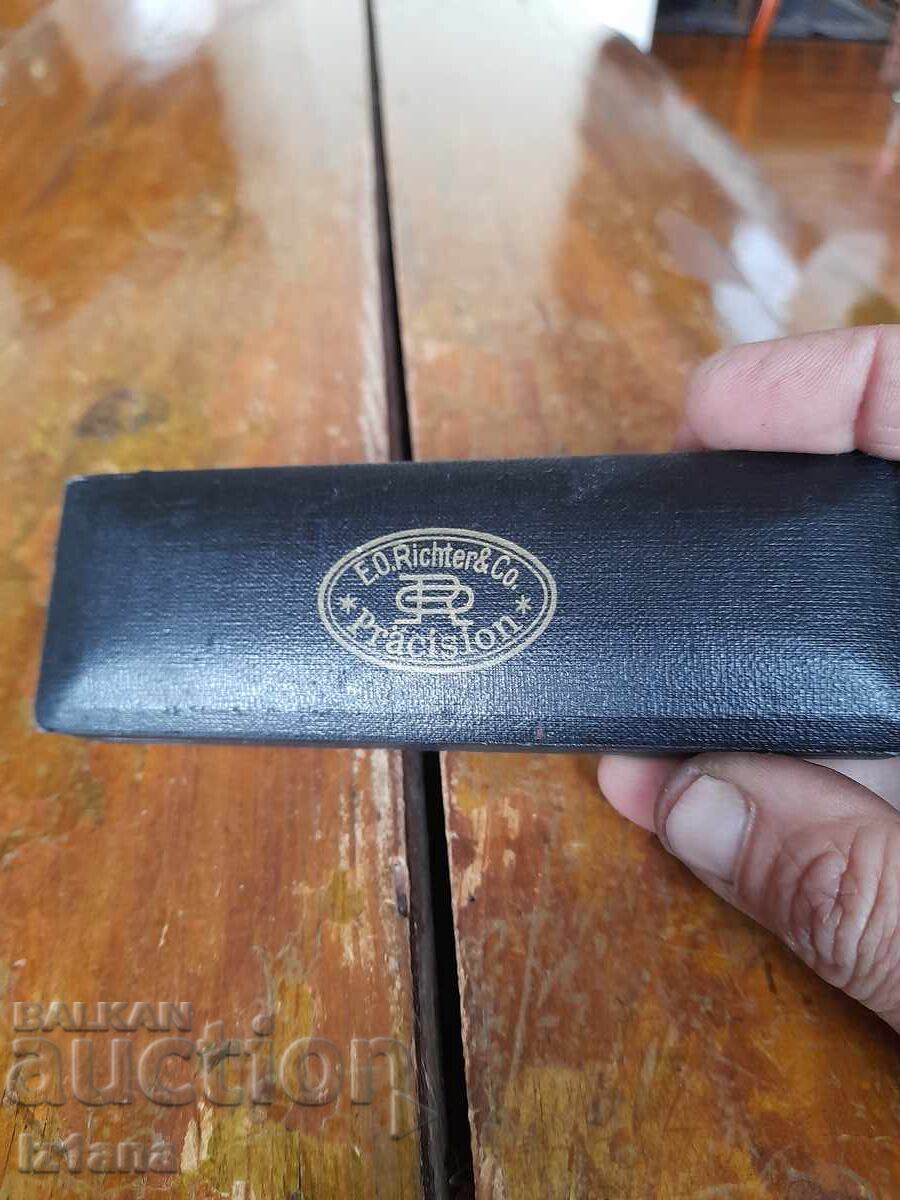 E.O.Richter&Co.
R
* Präcision *
BALKAN
auction
iz1ana